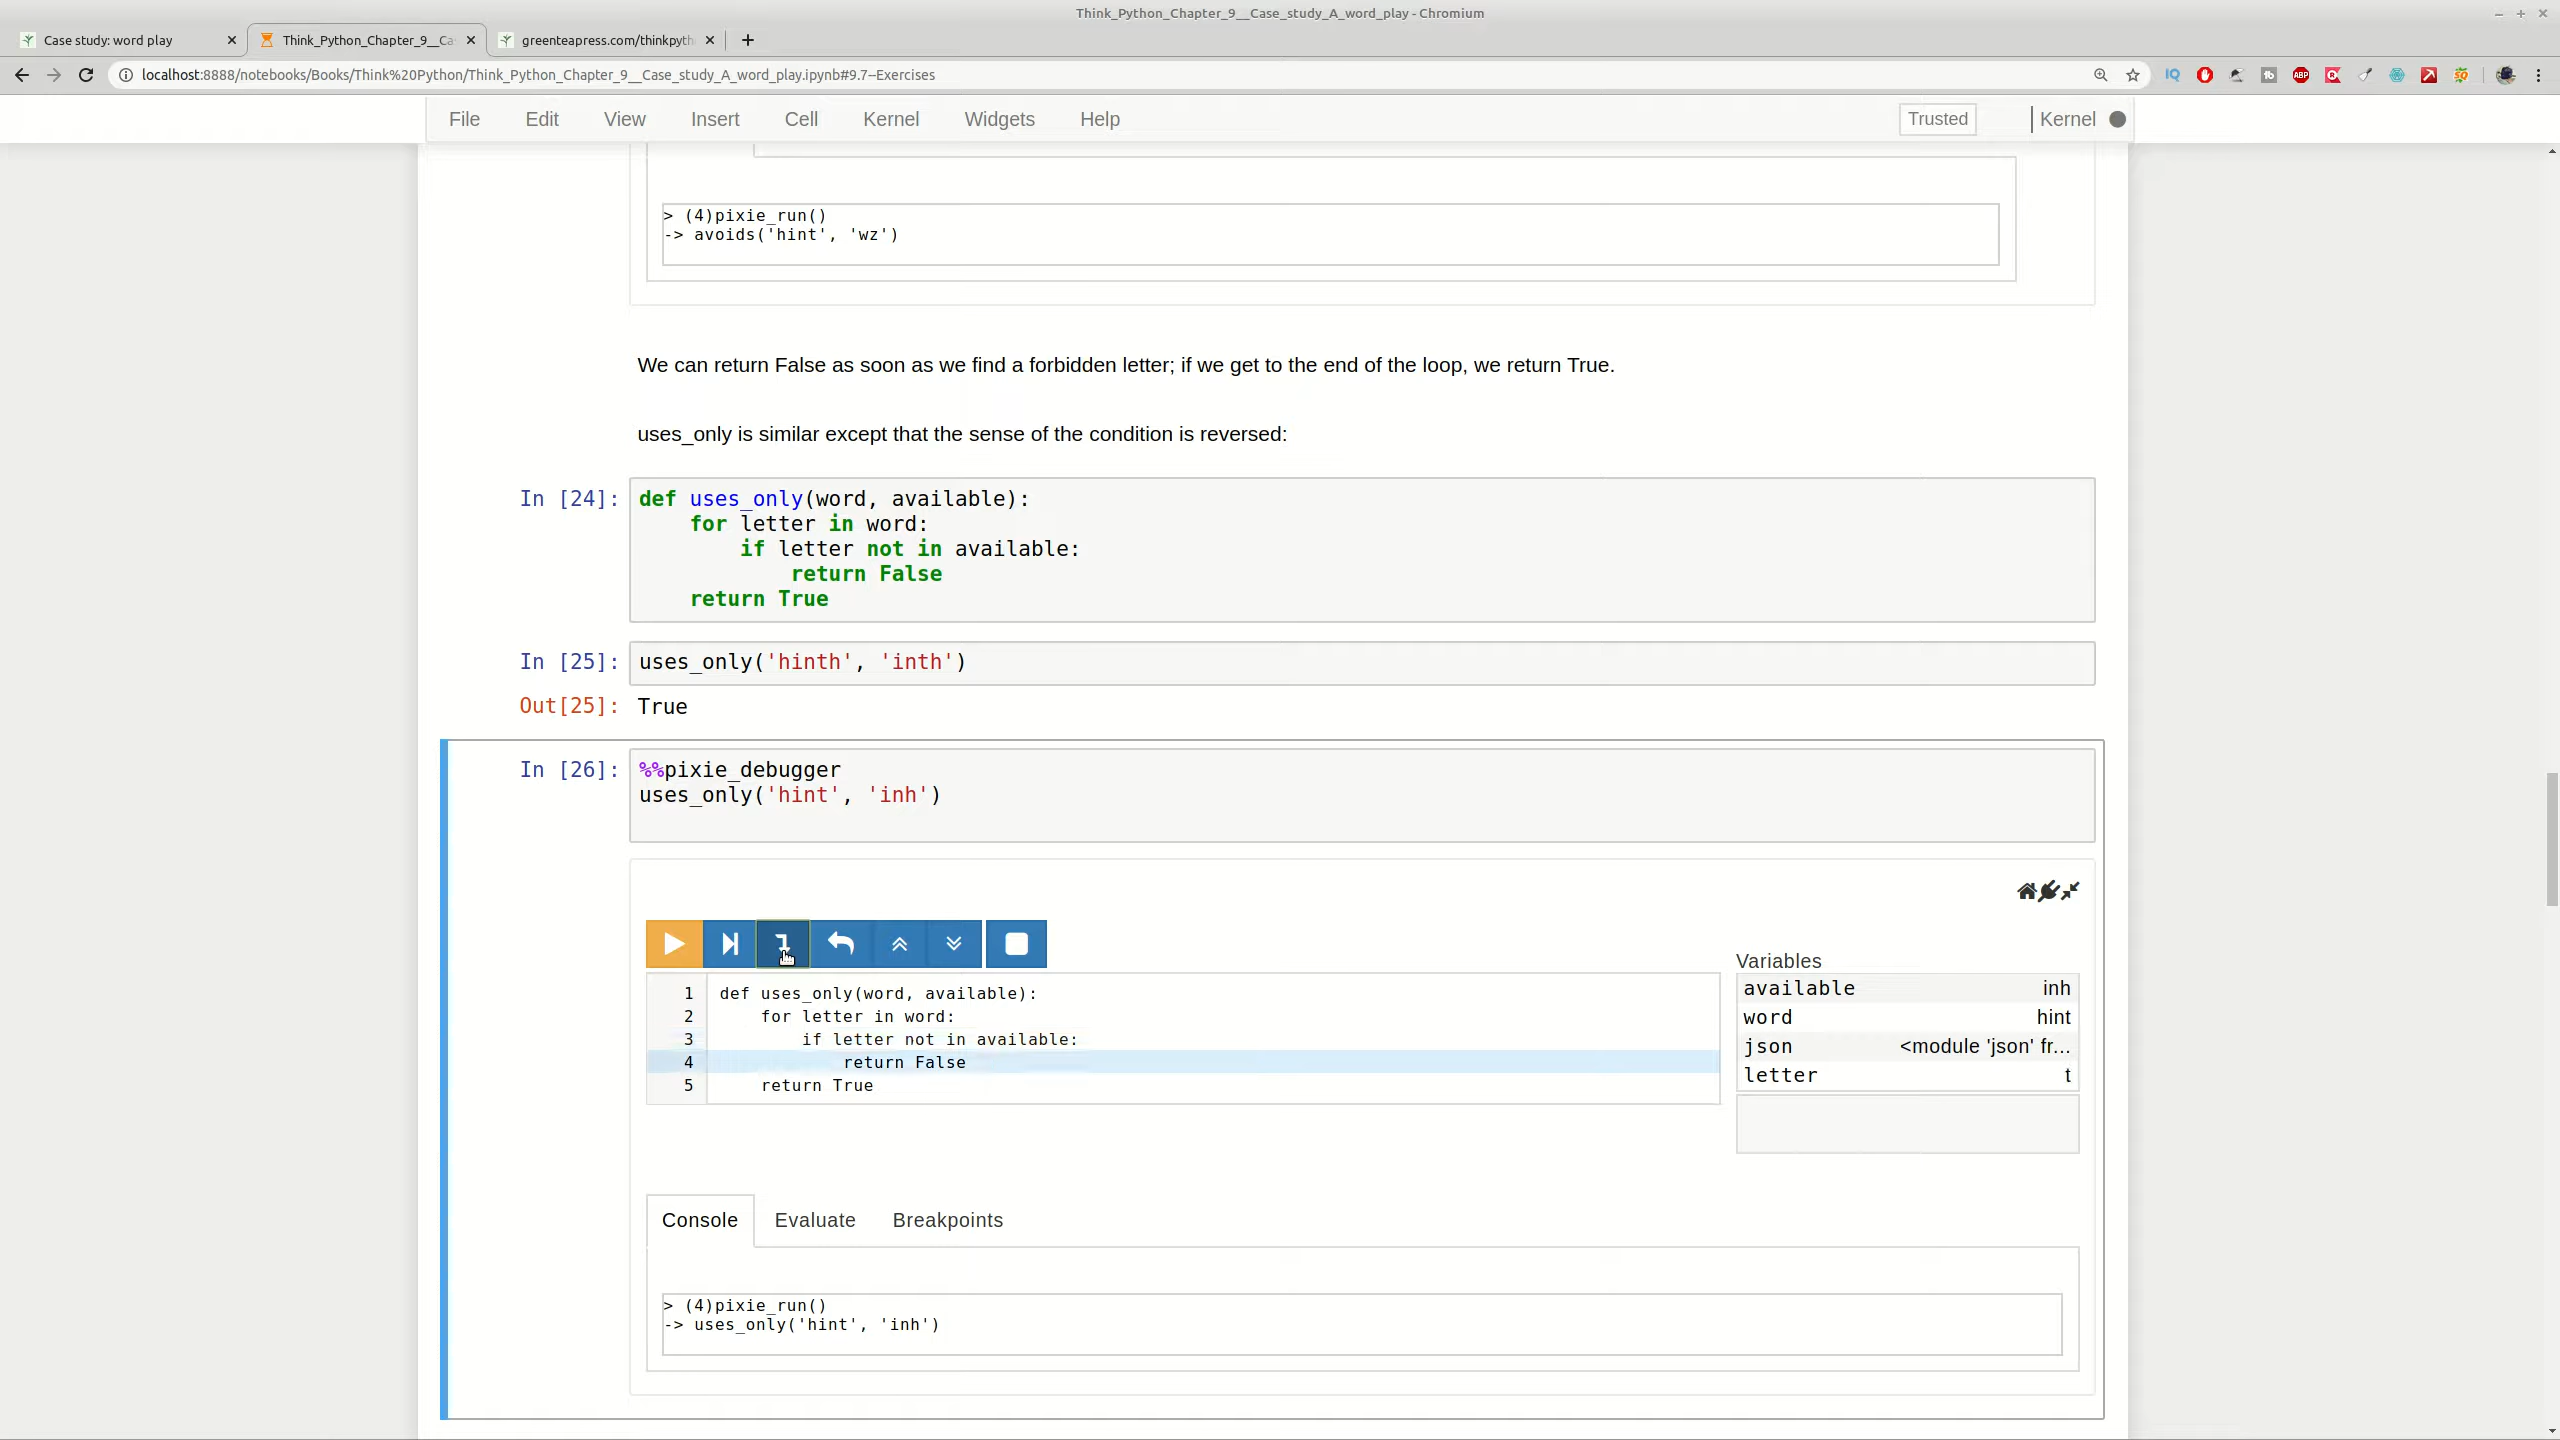 Think_Python_Chapter_9__Case_study_A_word_play - Chromium
Case study: word play
Think_Python_Chapter_9__Ca
greenteapress.com/thinkpyth
localhost:8888/notebooks/Books/Think%20Python/Think_Python_Chapter_9__Case_study_A_word_play.ipynb#9.7--Exercises
File Edit View Insert Cell Kernel Widgets Help Trusted Kernel
> (4)pixie_run()
-> avoids('hint', 'wz')
We can return False as soon as we find a forbidden letter; if we get to the end of the loop, we return True.
uses_only is similar except that the sense of the condition is reversed:
In [24]: def uses_only(word, available):
for letter in word:
if letter not in available:
return False
return True
In [25]: uses_only('hinth', 'inth')
Out[25]: True
In [26]: %%pixie_debugger
uses_only('hint', 'inh')
1 def uses_only(word, available):
2 for letter in word:
3 if letter not in available:
4 return False
5 return True
Variables
available inh
word hint
json <module 'json' fr...
letter t
Console Evaluate Breakpoints
> (4)pixie_run()
-> uses_only('hint', 'inh')